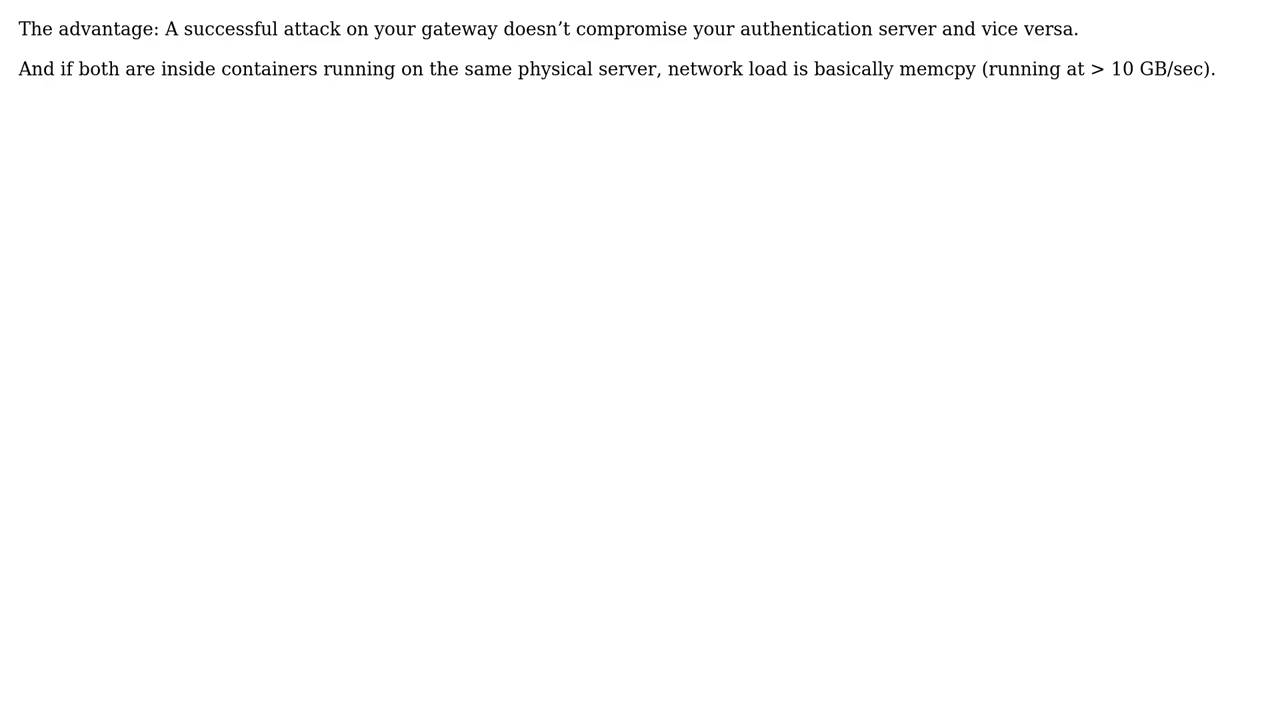 The advantage: A successful attack on your gateway doesn’t compromise your authentication server and vice versa.
And if both are inside containers running on the same physical server, network load is basically memcpy (running at > 10 GB/sec).